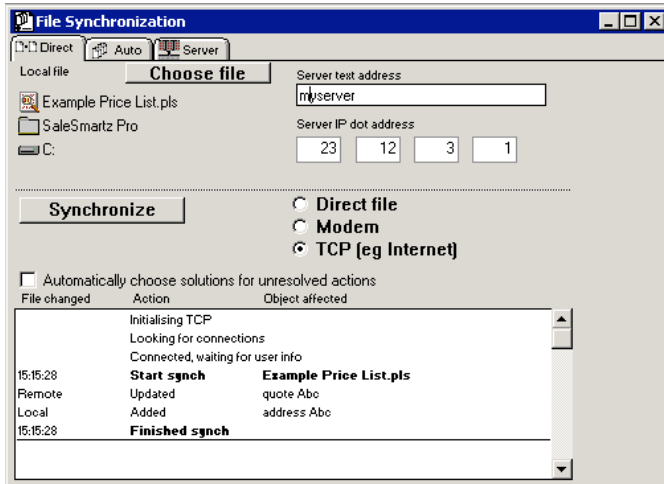 File Synchronization
Direct Auto Server
Local file
Choose file
Server text address
myserver
Example Price List.pls
SaleSmartz Pro
C:
Server IP dot address
23 12 3 1
Synchronize
Direct file
Modem
TCP (eg Internet)
Automatically choose solutions for unresolved actions
File changed Action Object affected
Initialising TCP
Looking for connections
Connected, waiting for user info
15:15:28 Start synch Example Price List.pls
Remote Updated quote Abc
Local Added address Abc
15:15:28 Finished synch